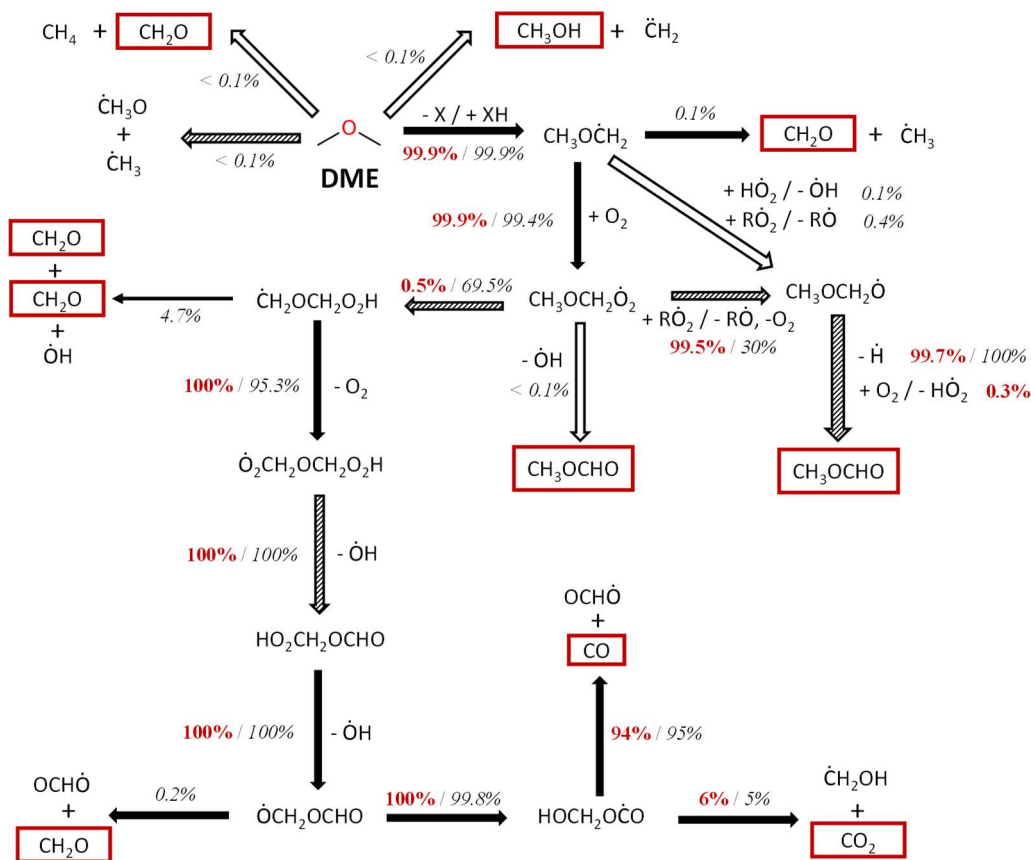 CH₄ + CH₂O
CH₃OH + C̈H₂
< 0.1%
< 0.1%
ĊH₃O
+
ĊH₃
< 0.1%
O
DME
- X / + XH
99.9% / 99.9%
CH₃OĊH₂
0.1%
CH₂O + ĊH₃
99.9% / 99.4%
+ O₂
+ HȮ₂ / - ȮH 0.1%
+ RȮ₂ / - RȮ 0.4%
CH₂O
+
CH₂O
+
ȮH
4.7%
ĊH₂OCH₂O₂H
0.5% / 69.5%
CH₃OCH₂Ȯ₂
+ RȮ₂ / - RȮ, -O₂
99.5% / 30%
CH₃OCH₂Ȯ
- ȮH
< 0.1%
- Ḣ 99.7% / 100%
+ O₂ / - HȮ₂ 0.3%
100% / 95.3%
- O₂
CH₃OCHO
CH₃OCHO
Ȯ₂CH₂OCH₂O₂H
100% / 100%
- ȮH
HO₂CH₂OCHO
100% / 100%
- ȮH
OCHȮ
+
CO
94% / 95%
OCHȮ
+
CH₂O
0.2%
ȮCH₂OCHO
100% / 99.8%
HOCH₂OĊO
6% / 5%
ĊH₂OH
+
CO₂